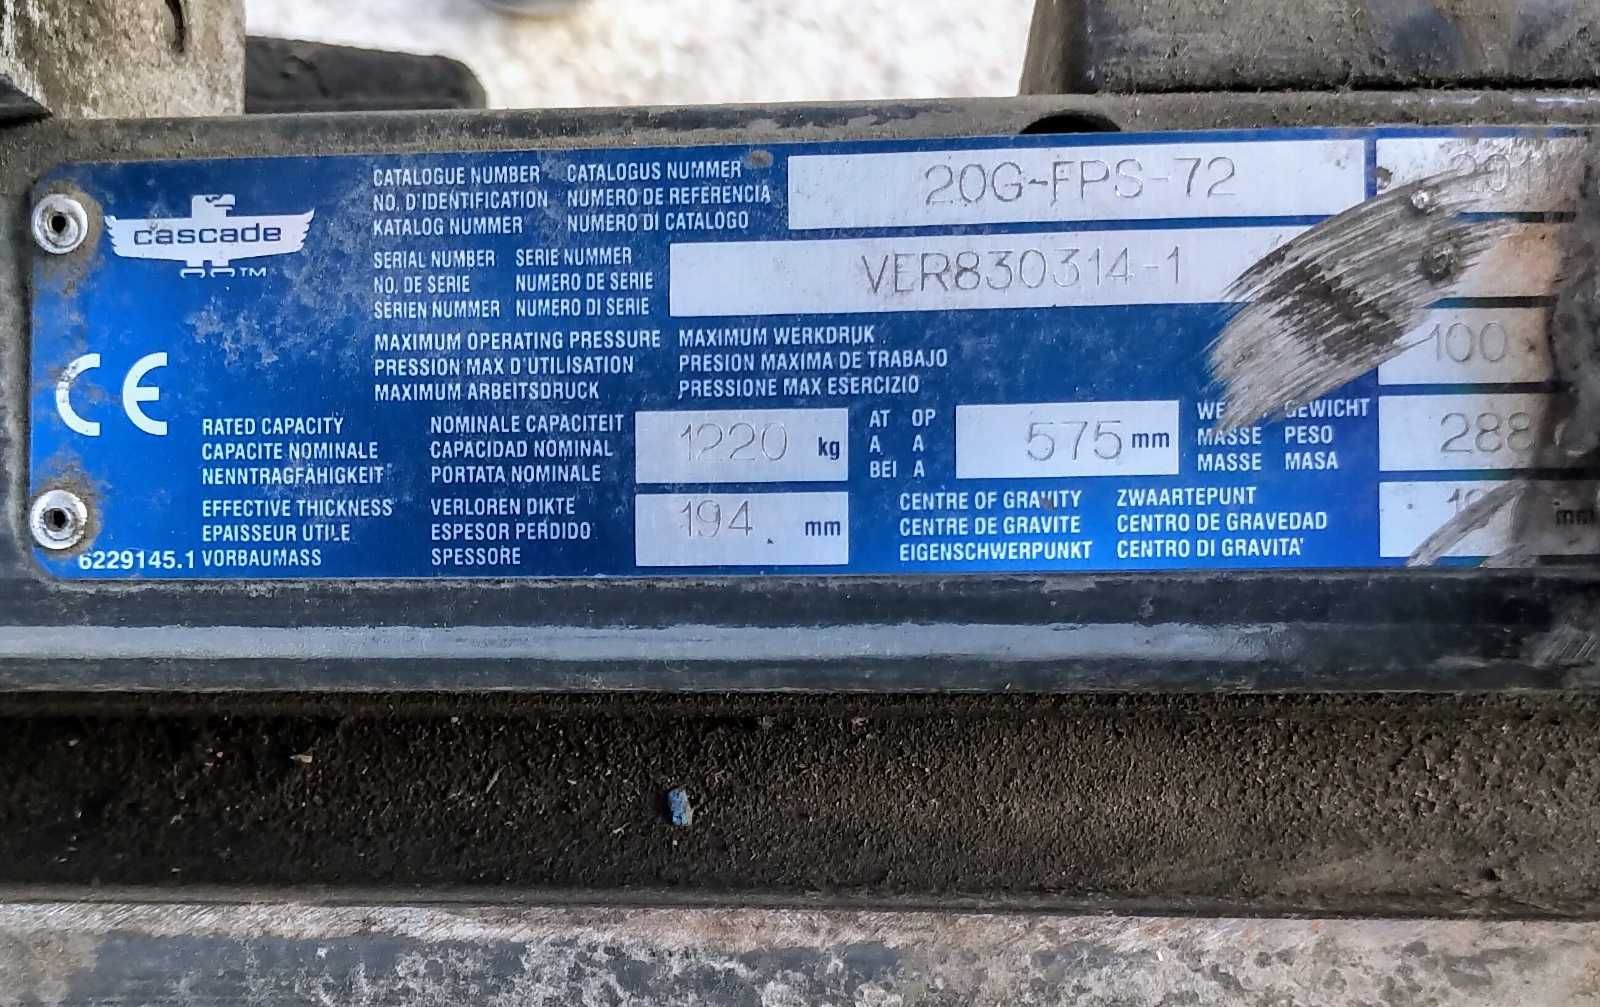 cascade TM
CATALOGUE NUMBER CATALOGUS NUMMER
NO. D'IDENTIFICATION NUMERO DE REFERENCIA
KATALOG NUMMER NUMERO DI CATALOGO
20G-FPS-72
SERIAL NUMBER SERIE NUMMER
NO. DE SERIE NUMERO DE SERIE
SERIEN NUMMER NUMERO DI SERIE
VER830314-1
MAXIMUM OPERATING PRESSURE MAXIMUM WERKDRUK
PRESSION MAX D'UTILISATION PRESION MAXIMA DE TRABAJO
MAXIMUM ARBEITSDRUCK PRESSIONE MAX ESERCIZIO
100
CE
RATED CAPACITY NOMINALE CAPACITEIT
CAPACITE NOMINALE CAPACIDAD NOMINAL
NENNTRAGFÄHIGKEIT PORTATA NOMINALE
1220 kg
AT OP
A A
BEI A
575 mm
GEWICHT
MASSE PESO
MASSE MASA
288
EFFECTIVE THICKNESS VERLOREN DIKTE
EPAISSEUR UTILE ESPESOR PERDIDO
VORBAUMASS SPESSORE
194 mm
CENTRE OF GRAVITY ZWAARTEPUNT
CENTRE DE GRAVITE CENTRO DE GRAVEDAD
EIGENSCHWERPUNKT CENTRO DI GRAVITA'
mm
6229145.1